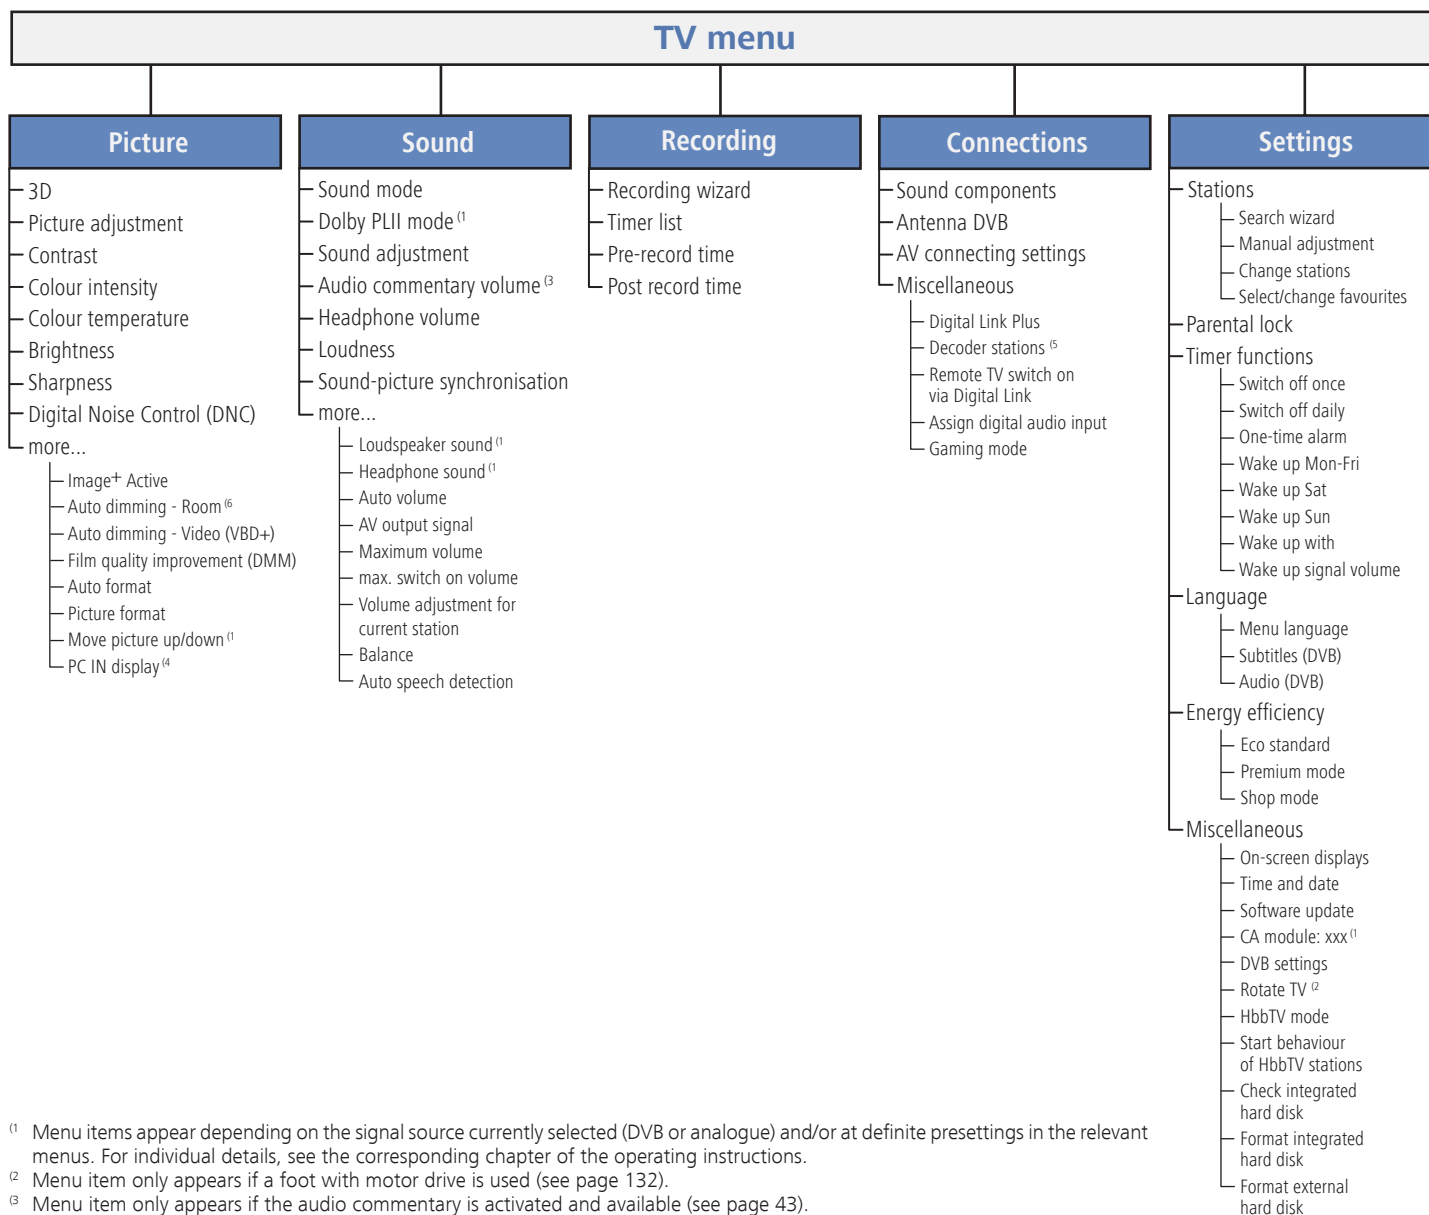 TV menu
Picture
3D
Picture adjustment
Contrast
Colour intensity
Colour temperature
Brightness
Sharpness
Digital Noise Control (DNC)
more...
Image+ Active
Auto dimming - Room (6
Auto dimming - Video (VBD+)
Film quality improvement (DMM)
Auto format
Picture format
Move picture up/down (1
PC IN display (4
Sound
Sound mode
Dolby PLII mode (1
Sound adjustment
Audio commentary volume (3
Headphone volume
Loudness
Sound-picture synchronisation
more...
Loudspeaker sound (1
Headphone sound (1
Auto volume
AV output signal
Maximum volume
max. switch on volume
Volume adjustment for
current station
Balance
Auto speech detection
Recording
Recording wizard
Timer list
Pre-record time
Post record time
Connections
Sound components
Antenna DVB
AV connecting settings
Miscellaneous
Digital Link Plus
Decoder stations (5
Remote TV switch on
via Digital Link
Assign digital audio input
Gaming mode
Settings
Stations
Search wizard
Manual adjustment
Change stations
Select/change favourites
Parental lock
Timer functions
Switch off once
Switch off daily
One-time alarm
Wake up Mon-Fri
Wake up Sat
Wake up Sun
Wake up with
Wake up signal volume
Language
Menu language
Subtitles (DVB)
Audio (DVB)
Energy efficiency
Eco standard
Premium mode
Shop mode
Miscellaneous
On-screen displays
Time and date
Software update
CA module: xxx (1
DVB settings
Rotate TV (2
HbbTV mode
Start behaviour
of HbbTV stations
Check integrated
hard disk
Format integrated
hard disk
Format external
hard disk
(1 Menu items appear depending on the signal source currently selected (DVB or analogue) and/or at definite presettings in the relevant
menus. For individual details, see the corresponding chapter of the operating instructions.
(2 Menu item only appears if a foot with motor drive is used (see page 132).
(3 Menu item only appears if the audio commentary is activated and available (see page 43).